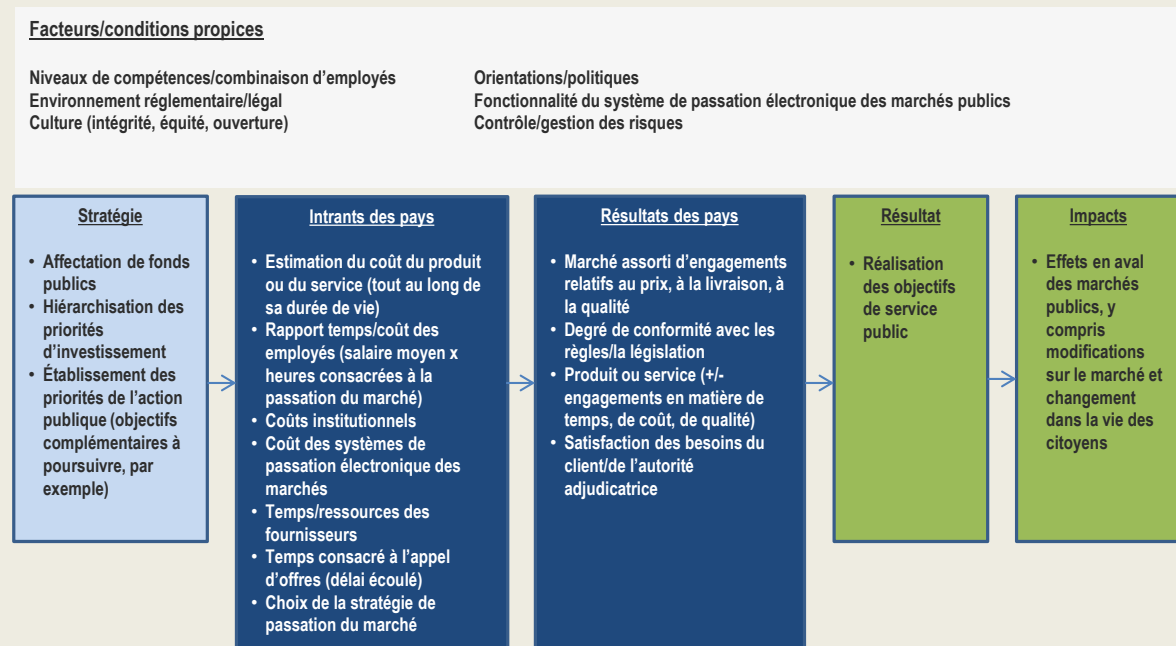 Facteurs/conditions propices
Niveaux de compétences/combinaison d’employés
Environnement réglementaire/légal
Culture (intégrité, équité, ouverture)
Orientations/politiques
Fonctionnalité du système de passation électronique des marchés publics
Contrôle/gestion des risques
Stratégie
• Affectation de fonds
publics
• Hiérarchisation des
priorités
d’investissement
• Établissement des
priorités de l’action
publique (objectifs
complémentaires à
poursuivre, par
exemple)
Intrants des pays
• Estimation du coût du produit
ou du service (tout au long de
sa durée de vie)
• Rapport temps/coût des
employés (salaire moyen x
heures consacrées à la
passation du marché)
• Coûts institutionnels
• Coût des systèmes de
passation électronique des
marchés
• Temps/ressources des
fournisseurs
• Temps consacré à l’appel
d’offres (délai écoulé)
• Choix de la stratégie de
passation du marché
Résultats des pays
• Marché assorti d’engagements
relatifs au prix, à la livraison, à
la qualité
• Degré de conformité avec les
règles/la législation
• Produit ou service (+/-
engagements en matière de
temps, de coût, de qualité)
• Satisfaction des besoins du
client/de l’autorité
adjudicatrice
Résultat
• Réalisation
des objectifs
de service
public
Impacts
• Effets en aval
des marchés
publics, y
compris
modifications
sur le marché et
changement
dans la vie des
citoyens